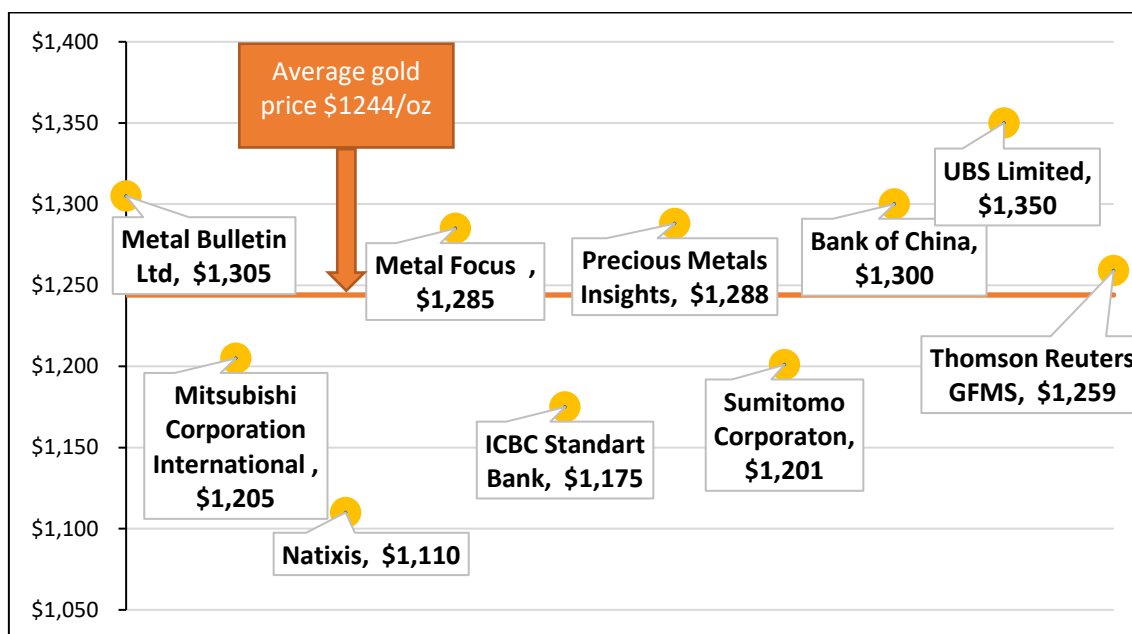 $1,400
$1,350
$1,300
$1,250
$1,200
$1,150
$1,100
$1,050
Average gold
price $1244/oz
Metal Bulletin
Ltd, $1,305
Mitsubishi
Corporation
International ,
$1,205
Natixis, $1,110
Metal Focus ,
$1,285
ICBC Standart
Bank, $1,175
Precious Metals
Insights, $1,288
Sumitomo
Corporaton,
$1,201
Bank of China,
$1,300
UBS Limited,
$1,350
Thomson Reuters
GFMS, $1,259